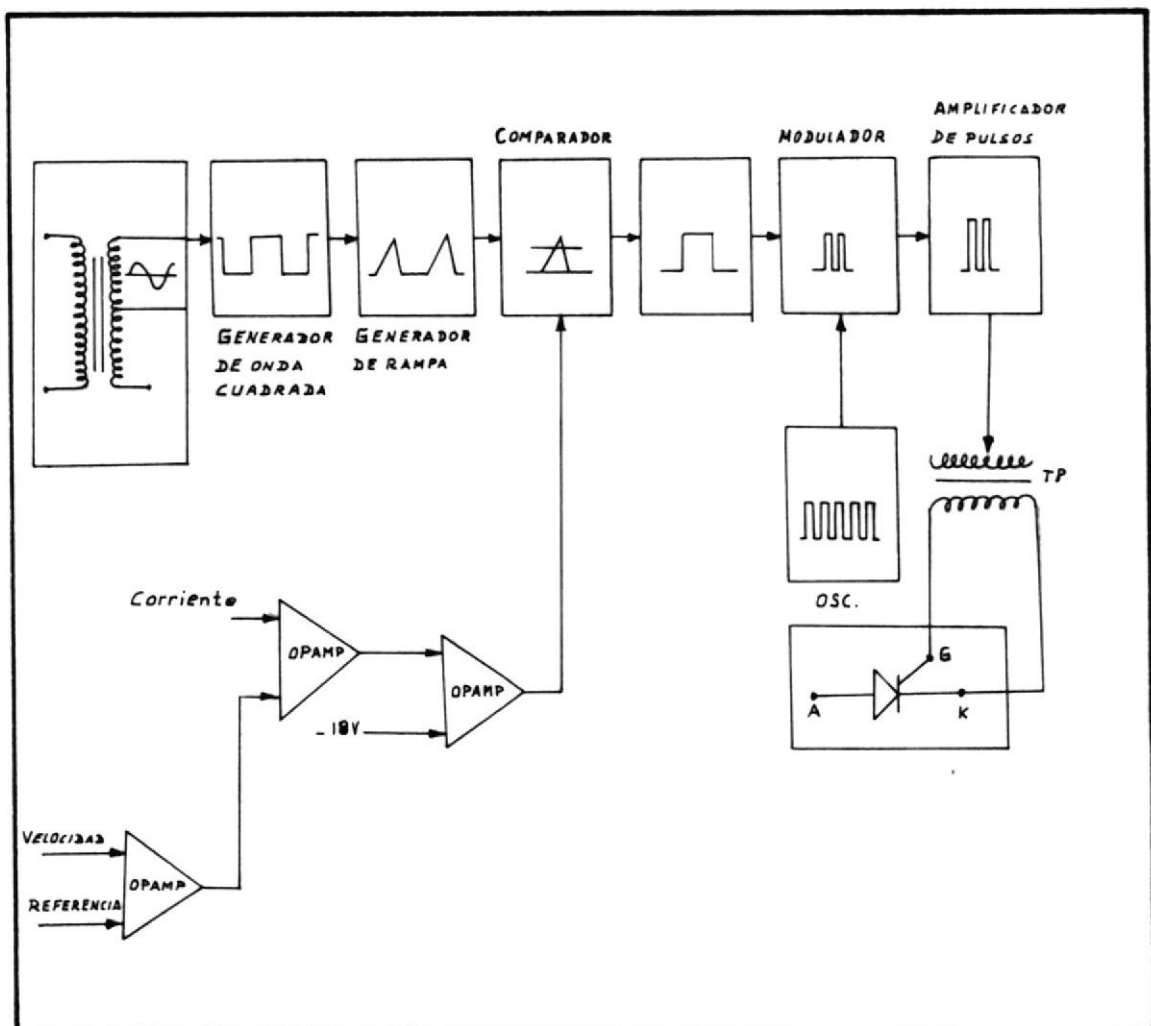 AMPLIFICADOR
DE PULSOS
COMPARADOR
MODULADOR
GENERADOR
DE ONDA
CUADRADA
GENERADOR
DE RAMPA
TP
OSC.
Corriente
OPAMP
OPAMP
-18V
G
A
K
VELOCIDAD
OPAMP
REFERENCIA